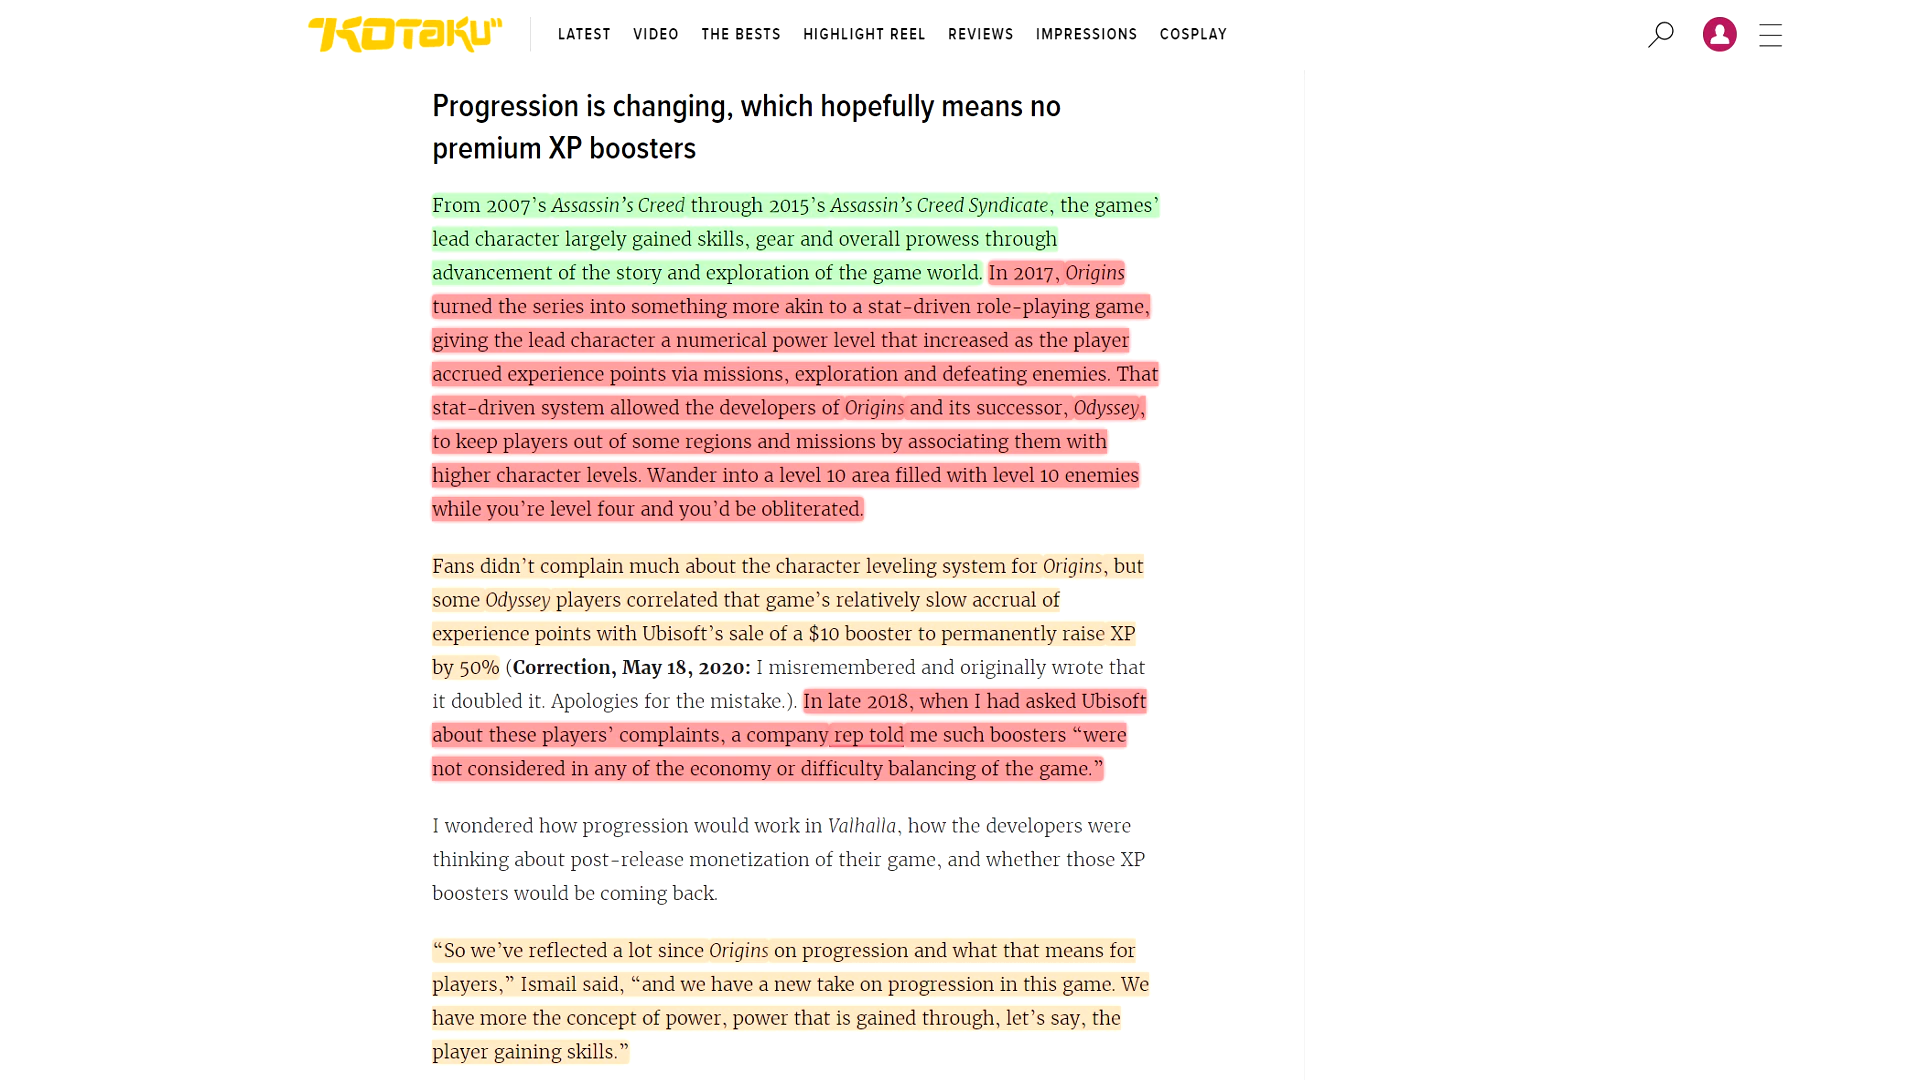 KOTAKU
LATEST VIDEO THE BESTS HIGHLIGHT REEL REVIEWS IMPRESSIONS COSPLAY
Progression is changing, which hopefully means no
premium XP boosters
From 2007’s Assassin’s Creed through 2015’s Assassin’s Creed Syndicate, the games’
lead character largely gained skills, gear and overall prowess through
advancement of the story and exploration of the game world. In 2017, Origins
turned the series into something more akin to a stat-driven role-playing game,
giving the lead character a numerical power level that increased as the player
accrued experience points via missions, exploration and defeating enemies. That
stat-driven system allowed the developers of Origins and its successor, Odyssey,
to keep players out of some regions and missions by associating them with
higher character levels. Wander into a level 10 area filled with level 10 enemies
while you’re level four and you’d be obliterated.
Fans didn’t complain much about the character leveling system for Origins, but
some Odyssey players correlated that game’s relatively slow accrual of
experience points with Ubisoft’s sale of a $10 booster to permanently raise XP
by 50% (Correction, May 18, 2020: I misremembered and originally wrote that
it doubled it. Apologies for the mistake.). In late 2018, when I had asked Ubisoft
about these players’ complaints, a company rep told me such boosters “were
not considered in any of the economy or difficulty balancing of the game.”
I wondered how progression would work in Valhalla, how the developers were
thinking about post-release monetization of their game, and whether those XP
boosters would be coming back.
“So we’ve reflected a lot since Origins on progression and what that means for
players,” Ismail said, “and we have a new take on progression in this game. We
have more the concept of power, power that is gained through, let’s say, the
player gaining skills.”